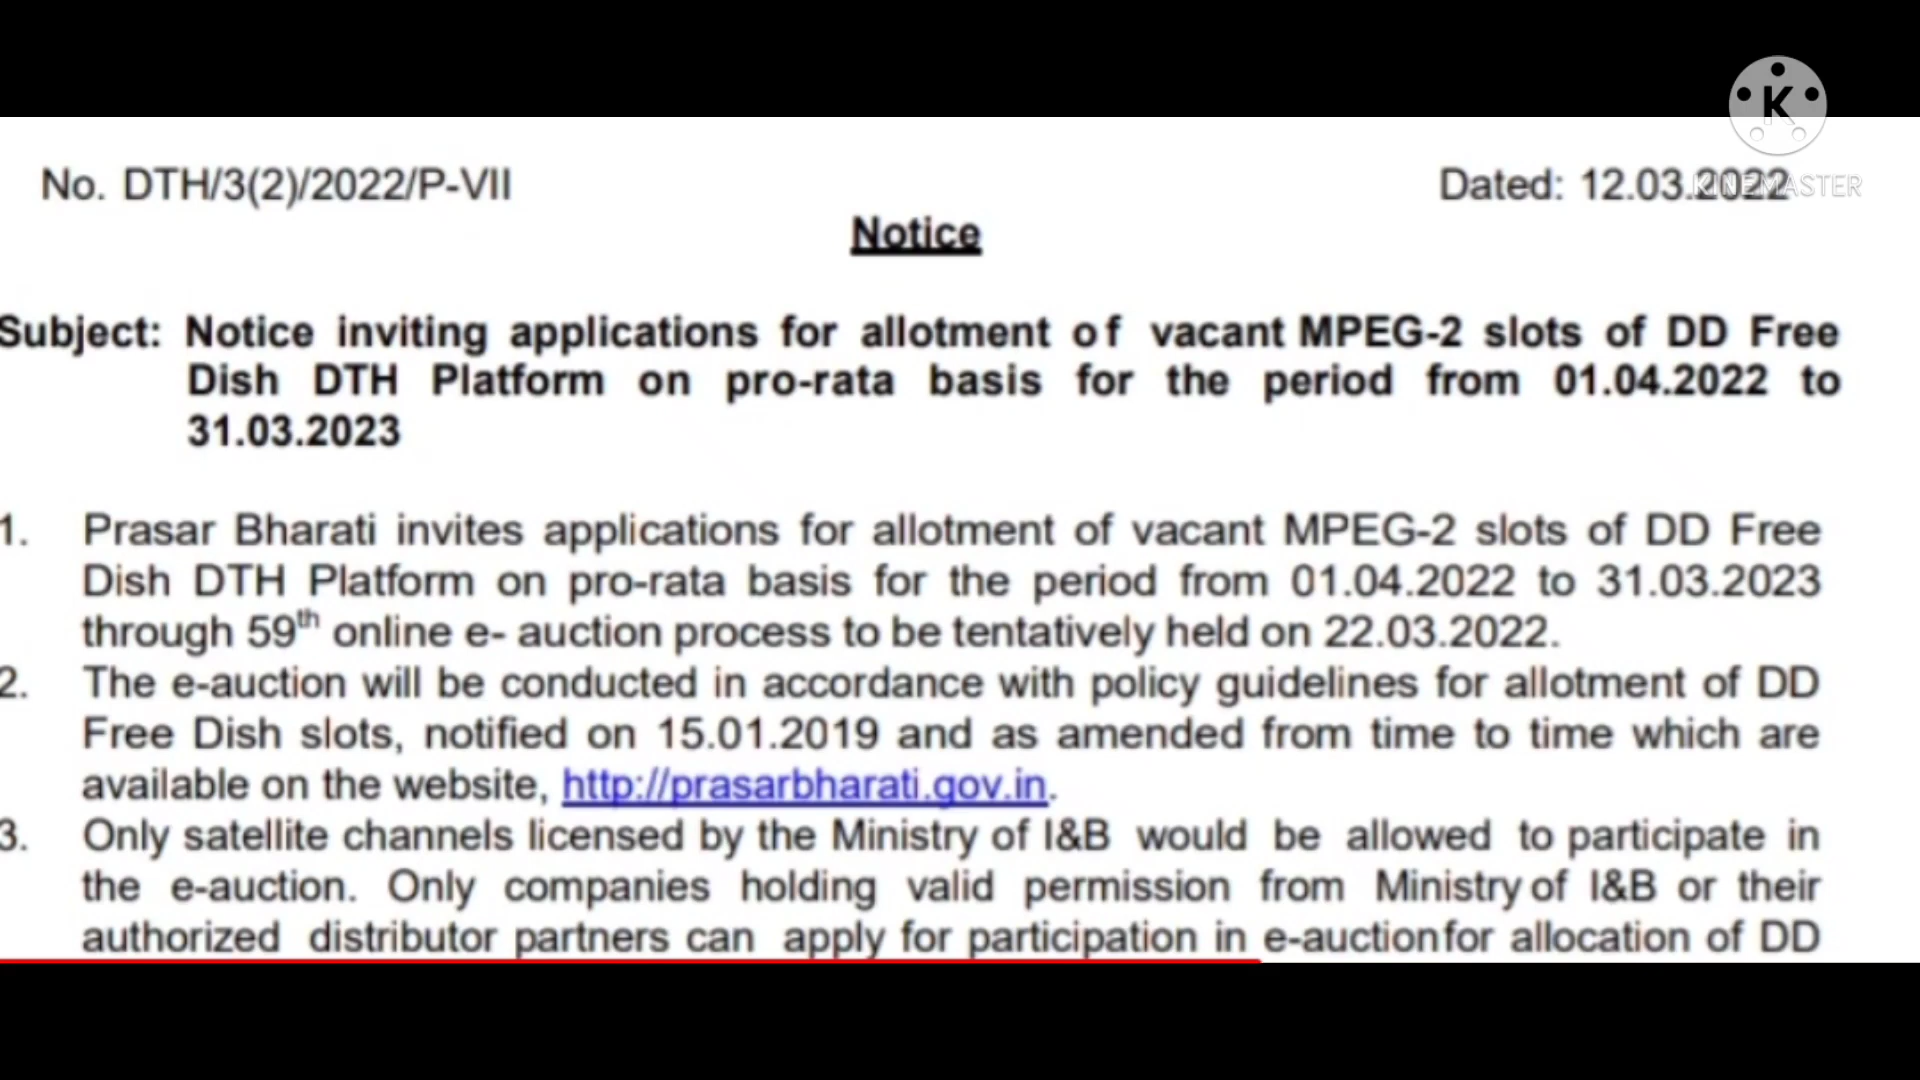 K
KINEMASTER
No. DTH/3(2)/2022/P-VII Dated: 12.03.2022
Notice
Subject: Notice inviting applications for allotment of vacant MPEG-2 slots of DD Free
Dish DTH Platform on pro-rata basis for the period from 01.04.2022 to
31.03.2023
1. Prasar Bharati invites applications for allotment of vacant MPEG-2 slots of DD Free
Dish DTH Platform on pro-rata basis for the period from 01.04.2022 to 31.03.2023
through 59th online e- auction process to be tentatively held on 22.03.2022.
2. The e-auction will be conducted in accordance with policy guidelines for allotment of DD
Free Dish slots, notified on 15.01.2019 and as amended from time to time which are
available on the website, http://prasarbharati.gov.in.
3. Only satellite channels licensed by the Ministry of I&B would be allowed to participate in
the e-auction. Only companies holding valid permission from Ministry of I&B or their
authorized distributor partners can apply for participation in e-auctionfor allocation of DD